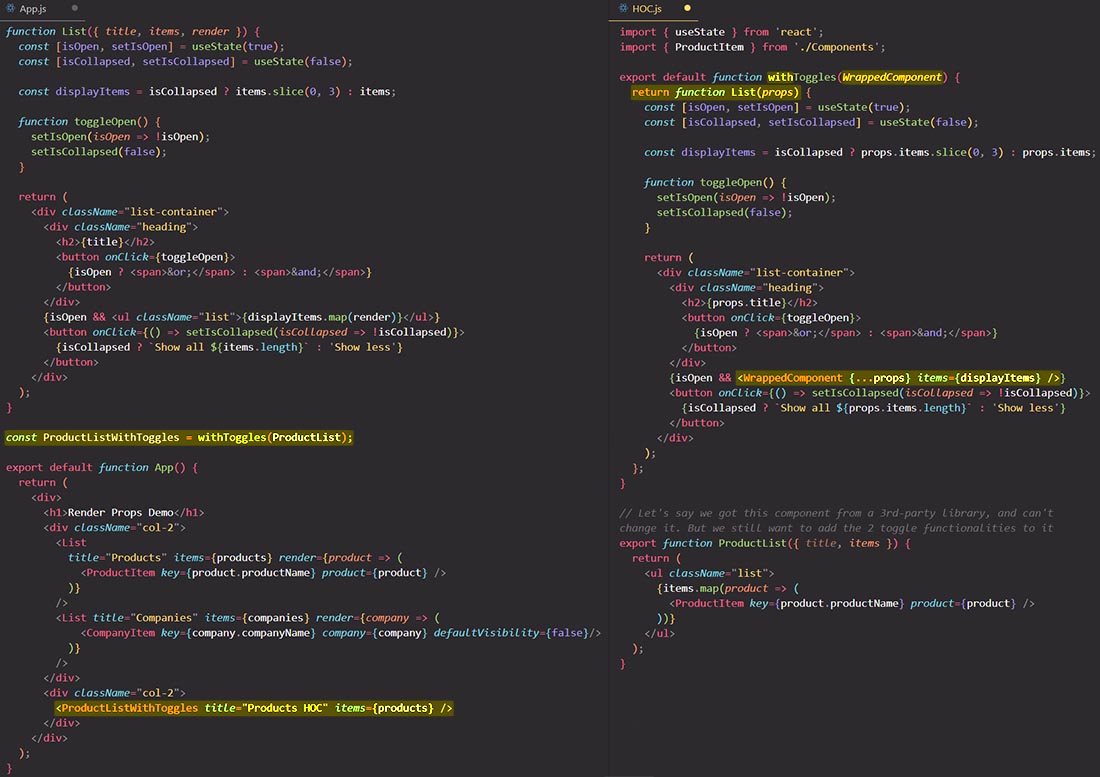 App.js
function List({ title, items, render }) {
const [isOpen, setIsOpen] = useState(true);
const [isCollapsed, setIsCollapsed] = useState(false);
const displayItems = isCollapsed ? items.slice(0, 3) : items;
function toggleOpen() {
setIsOpen(isOpen => !isOpen);
setIsCollapsed(false);
}
return (
<div className="list-container">
<div className="heading">
<h2>{title}</h2>
<button onClick={toggleOpen}>
{isOpen ? <span>&or;</span> : <span>&and;</span>}
</button>
</div>
{isOpen && <ul className="list">{displayItems.map(render)}</ul>}
<button onClick={() => setIsCollapsed(isCollapsed => !isCollapsed)}>
{isCollapsed ? `Show all ${items.length}` : 'Show less'}
</button>
</div>
);
}
const ProductListWithToggles = withToggles(ProductList);
export default function App() {
return (
<div>
<h1>Render Props Demo</h1>
<div className="col-2">
<List
title="Products" items={products} render={product => (
<ProductItem key={product.productName} product={product} />
)}
/>
<List title="Companies" items={companies} render={company => (
<CompanyItem key={company.companyName} company={company} defaultVisibility={false}/>
)}
/>
</div>
<div className="col-2">
<ProductListWithToggles title="Products HOC" items={products} />
</div>
</div>
);
}
HOC.js
import { useState } from 'react';
import { ProductItem } from './Components';
export default function withToggles(WrappedComponent) {
return function List(props) {
const [isOpen, setIsOpen] = useState(true);
const [isCollapsed, setIsCollapsed] = useState(false);
const displayItems = isCollapsed ? props.items.slice(0, 3) : props.items;
function toggleOpen() {
setIsOpen(isOpen => !isOpen);
setIsCollapsed(false);
}
return (
<div className="list-container">
<div className="heading">
<h2>{props.title}</h2>
<button onClick={toggleOpen}>
{isOpen ? <span>&or;</span> : <span>&and;</span>}
</button>
</div>
{isOpen && <WrappedComponent {...props} items={displayItems} />}
<button onClick={() => setIsCollapsed(isCollapsed => !isCollapsed)}>
{isCollapsed ? `Show all ${props.items.length}` : 'Show less'}
</button>
</div>
);
};
}
// Let's say we got this component from a 3rd-party library, and can't
change it. But we still want to add the 2 toggle functionalities to it
export function ProductList({ title, items }) {
return (
<ul className="list">
{items.map(product => (
<ProductItem key={product.productName} product={product} />
))}
</ul>
);
}